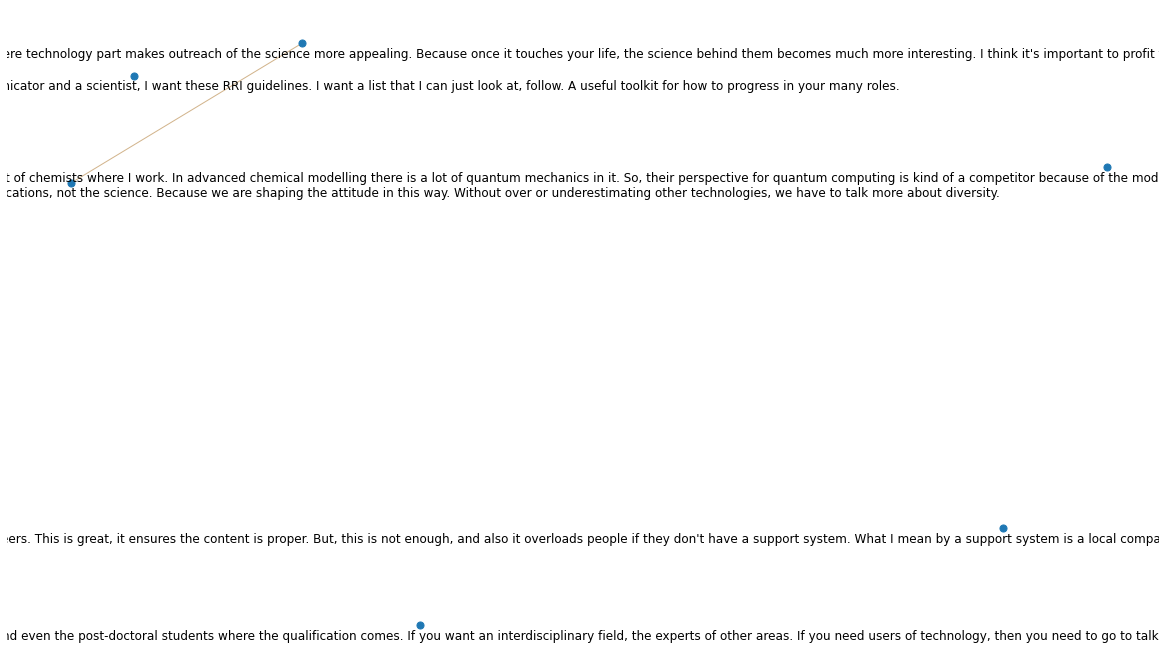 ere technology part makes outreach of the science more appealing. Because once it touches your life, the science behind them becomes much more interesting. I think it's important to profit
nicator and a scientist, I want these RRI guidelines. I want a list that I can just look at, follow. A useful toolkit for how to progress in your many roles.
t of chemists where I work. In advanced chemical modelling there is a lot of quantum mechanics in it. So, their perspective for quantum computing is kind of a competitor because of the mod
cations, not the science. Because we are shaping the attitude in this way. Without over or underestimating other technologies, we have to talk more about diversity.
eers. This is great, it ensures the content is proper. But, this is not enough, and also it overloads people if they don't have a support system. What I mean by a support system is a local compa
nd even the post-doctoral students where the qualification comes. If you want an interdisciplinary field, the experts of other areas. If you need users of technology, then you need to go to talk